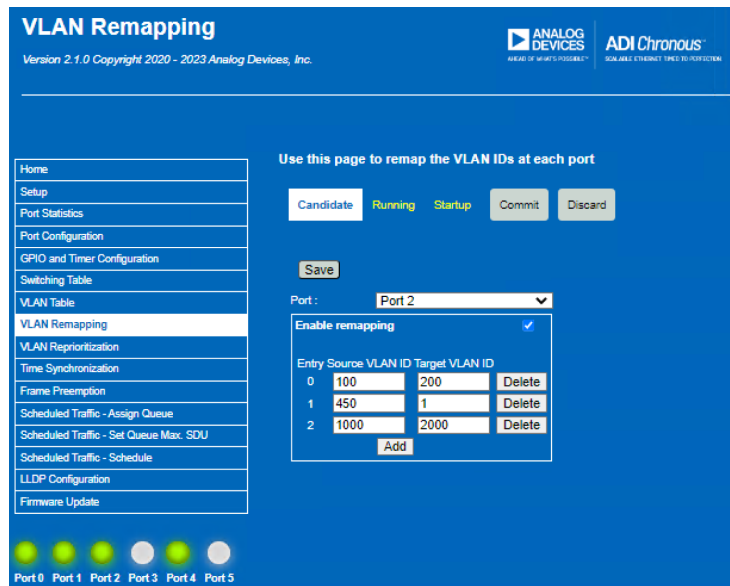 VLAN Remapping
Version 2.1.0 Copyright 2020 - 2023 Analog Devices, Inc.
ANALOG
DEVICES
AHEAD OF WHAT'S POSSIBLE™
ADI Chronous™
SCALABLE ETHERNET TIMED TO PERFECTION
Home
Setup
Port Statistics
Port Configuration
GPIO and Timer Configuration
Switching Table
VLAN Table
VLAN Remapping
VLAN Reprioritization
Time Synchronization
Frame Preemption
Scheduled Traffic - Assign Queue
Scheduled Traffic - Set Queue Max. SDU
Scheduled Traffic - Schedule
LLDP Configuration
Firmware Update
Port 0 Port 1 Port 2 Port 3 Port 4 Port 5
Use this page to remap the VLAN IDs at each port
Candidate Running Startup Commit Discard
Save
Port : Port 2
Enable remapping
Entry Source VLAN ID Target VLAN ID
0 100 200 Delete
1 450 1 Delete
2 1000 2000 Delete
Add